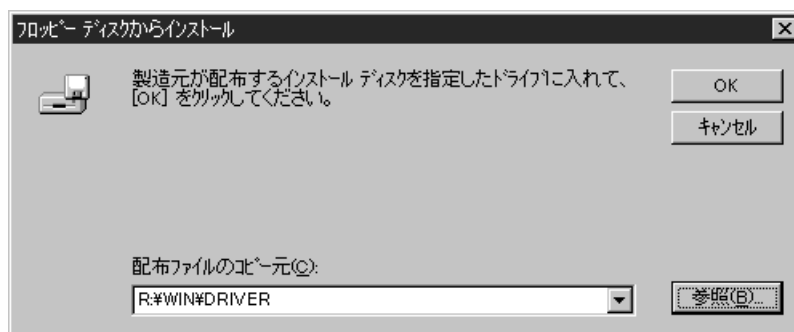 フロッピー ディスクからインストール
製造元が配布するインストール ディスクを指定したドライブに入れて、
[OK] をクリックしてください。
OK
キャンセル
配布ファイルのコピー元(C):
R:¥WIN¥DRIVER
参照(B)...